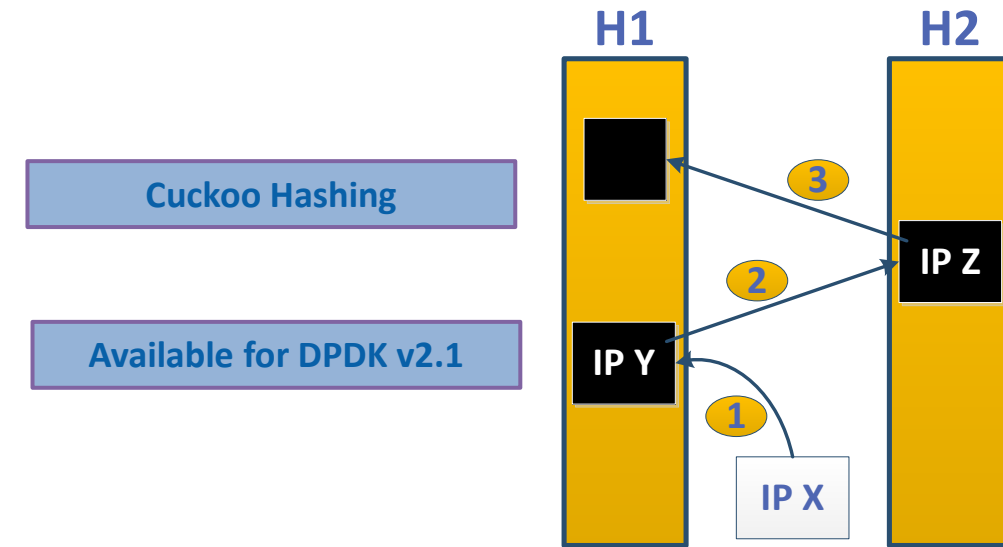 H1
H2
Cuckoo Hashing
3
IP Z
2
Available for DPDK v2.1
IP Y
1
IP X